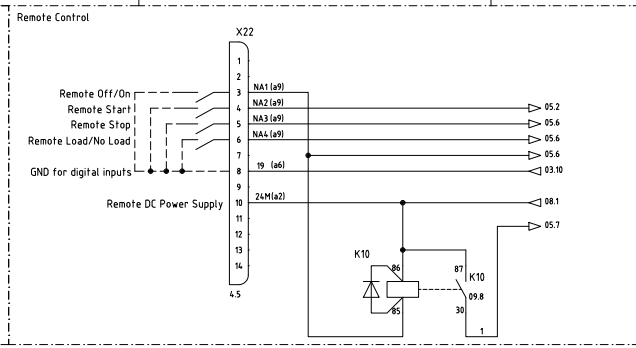 Remote Control
X22
1
2
Remote Off/On 3 NA1 (a9)
Remote Start 4 NA2 (a9) 05.2
Remote Stop 5 NA3 (a9) 05.6
Remote Load/No Load 6 NA4 (a9) 05.6
7 05.6
GND for digital inputs 8 19 (a6) 03.10
9
Remote DC Power Supply 10 24M(a2) 08.1
11
12 05.7
13
14
4.5
K10 86 87 K10
09.8
85 30
1